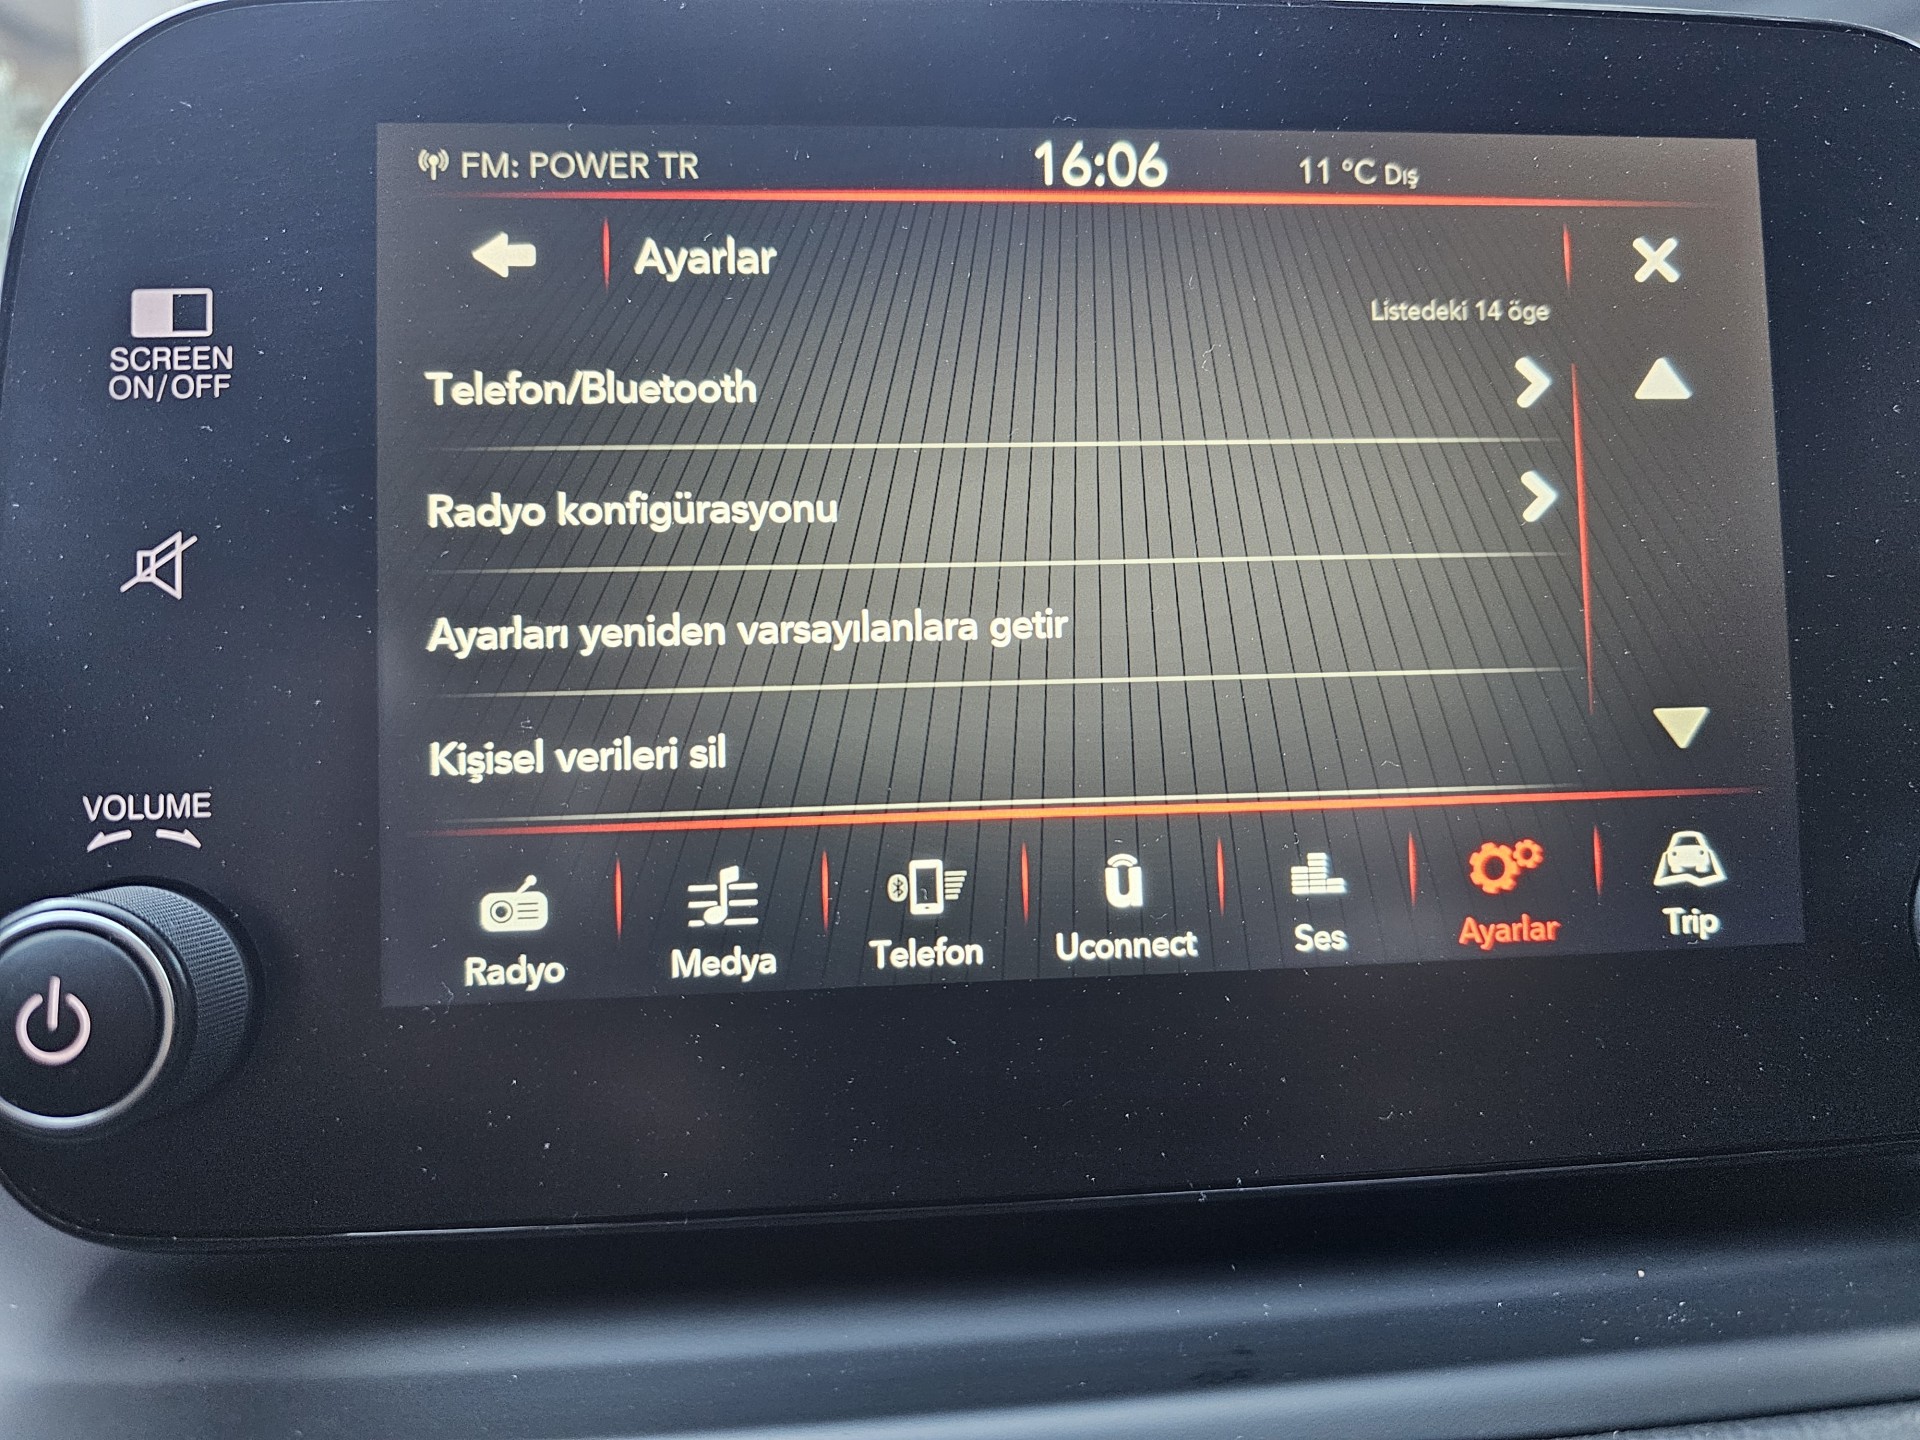 FM: POWER TR 16:06 11 °C Dış
Ayarlar
Listedeki 14 öge
Telefon/Bluetooth
Radyo konfigürasyonu
Ayarları yeniden varsayılanlara getir
Kişisel verileri sil
Radyo Medya Telefon Uconnect Ses Ayarlar Trip
SCREEN
ON/OFF
VOLUME